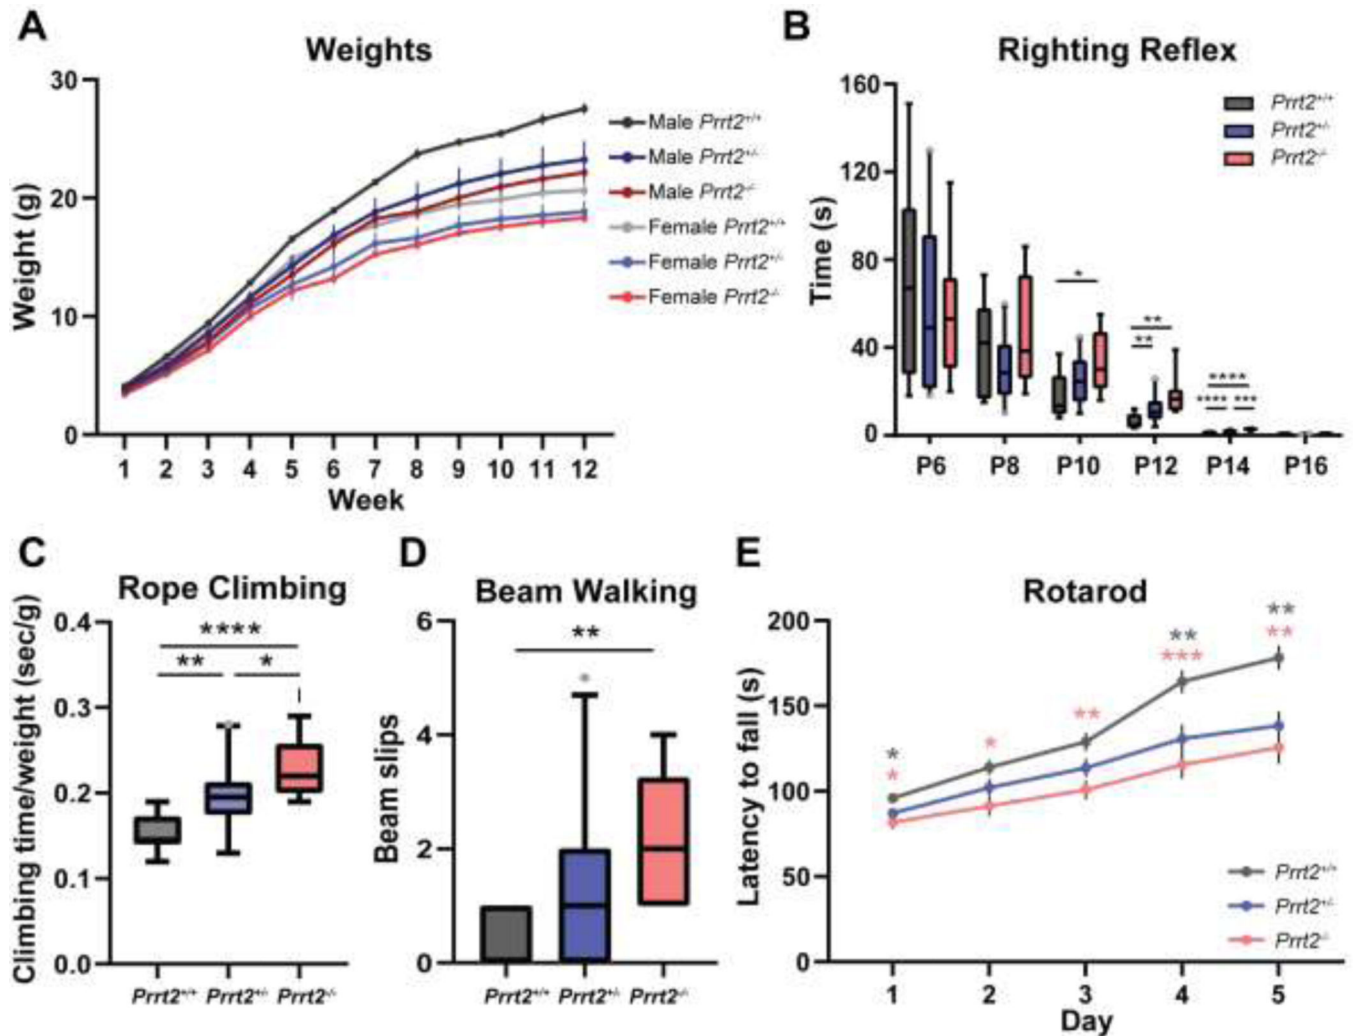 A
Weights
Weight (g)
30
20
10
0
1 2 3 4 5 6 7 8 9 10 11 12
Week
Male Prrt2+/+
Male Prrt2+/-
Male Prrt2-/-
Female Prrt2+/+
Female Prrt2+/-
Female Prrt2-/-
B
Righting Reflex
Time (s)
160
120
80
40
0
P6 P8 P10 P12 P14 P16
Prrt2+/+
Prrt2+/-
Prrt2-/-
*
**
**
****
**** ***
C
Rope Climbing
Climbing time/weight (sec/g)
0.4
0.3
0.2
0.1
0.0
****
** *
Prrt2+/+ Prrt2+/- Prrt2-/-
D
Beam Walking
Beam slips
6
4
2
0
**
Prrt2+/+ Prrt2+/- Prrt2-/-
E
Rotarod
Latency to fall (s)
200
150
100
50
0
*
*
*
**
**
***
**
**
1 2 3 4 5
Day
Prrt2+/+
Prrt2+/-
Prrt2-/-